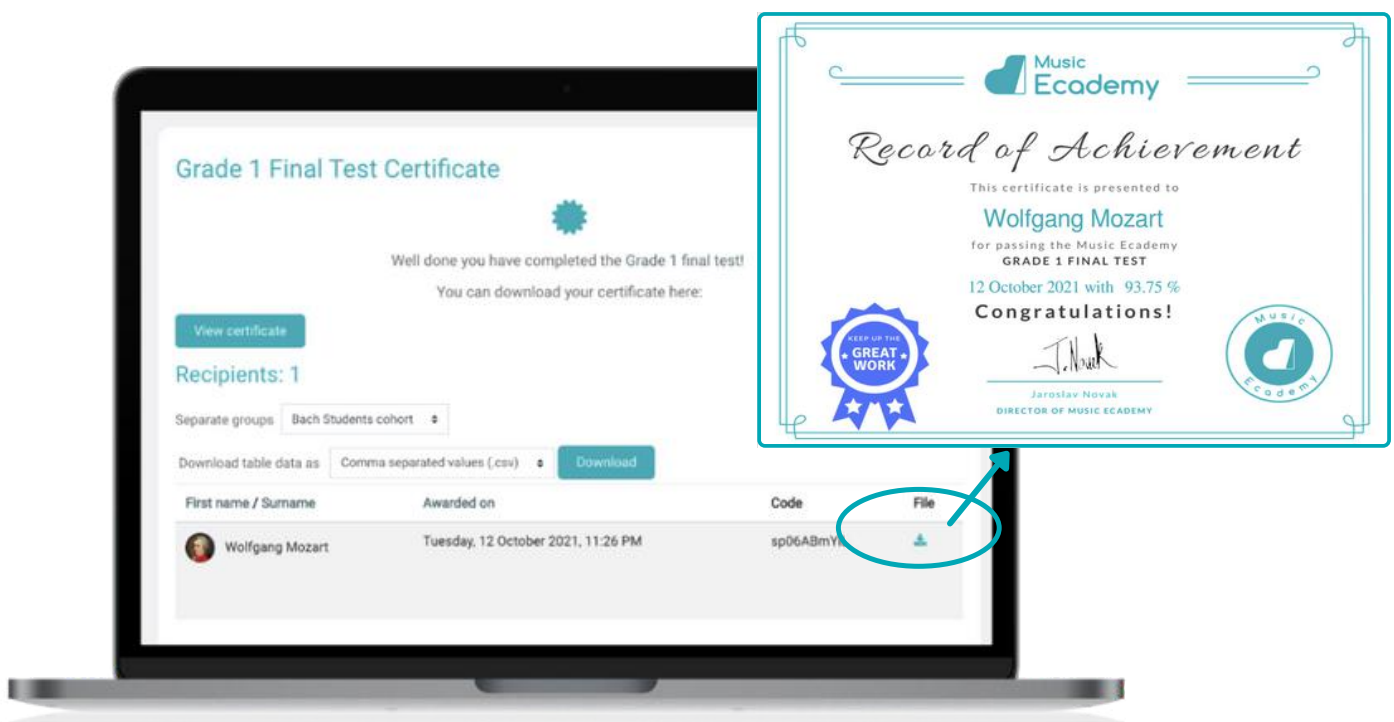 Grade 1 Final Test Certificate
Well done you have completed the Grade 1 final test!
You can download your certificate here:
View certificate
Recipients: 1
Separate groups Bach Students cohort
Download table data as Comma separated values (.csv) Download
First name / Surname Awarded on Code File
Wolfgang Mozart Tuesday, 12 October 2021, 11:26 PM
Music
Ecademy
Record of Achievement
This certificate is presented to
Wolfgang Mozart
for passing the Music Ecademy
GRADE 1 FINAL TEST
12 October 2021 with 93.75 %
Congratulations!
KEEP UP THE
GREAT
WORK
J. Novak
Jaroslav Novak
DIRECTOR OF MUSIC ECADEMY
Music
Ecademy